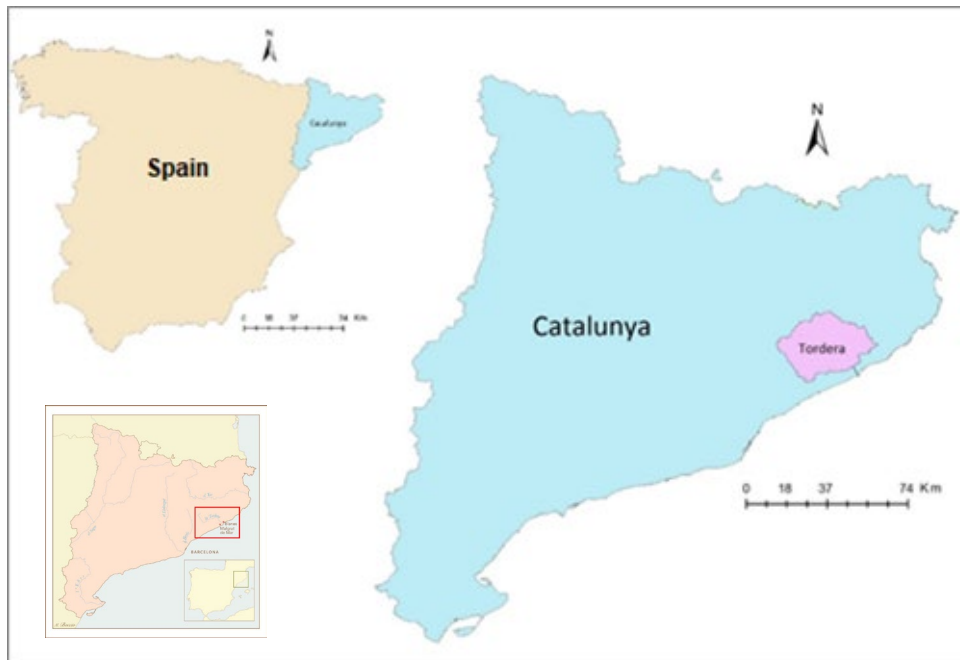 N
Catalunya
Spain
N
Catalunya
Tordera
0 18 37 74 Km
0 18 37 74 Km
BARCELONA